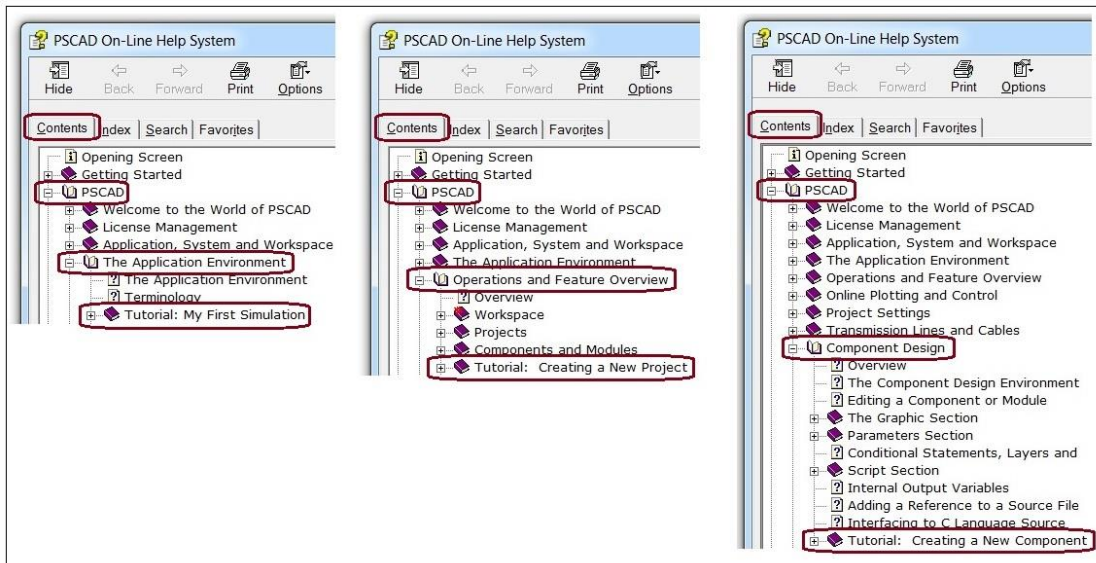 PSCAD On-Line Help System
Hide Back Forward Print Options
Contents Index Search Favorites
Opening Screen
Getting Started
PSCAD
Welcome to the World of PSCAD
License Management
Application, System and Workspace
The Application Environment
The Application Environment
Terminology
Tutorial: My First Simulation
PSCAD On-Line Help System
Hide Back Forward Print Options
Contents Index Search Favorites
Opening Screen
Getting Started
PSCAD
Welcome to the World of PSCAD
License Management
Application, System and Workspace
The Application Environment
Operations and Feature Overview
Overview
Workspace
Projects
Components and Modules
Tutorial: Creating a New Project
PSCAD On-Line Help System
Hide Back Forward Print Options
Contents Index Search Favorites
Opening Screen
Getting Started
PSCAD
Welcome to the World of PSCAD
License Management
Application, System and Workspace
The Application Environment
Operations and Feature Overview
Online Plotting and Control
Project Settings
Transmission Lines and Cables
Component Design
Overview
The Component Design Environment
Editing a Component or Module
The Graphic Section
Parameters Section
Conditional Statements, Layers and
Script Section
Internal Output Variables
Adding a Reference to a Source File
Interfacing to C Language Source
Tutorial: Creating a New Component